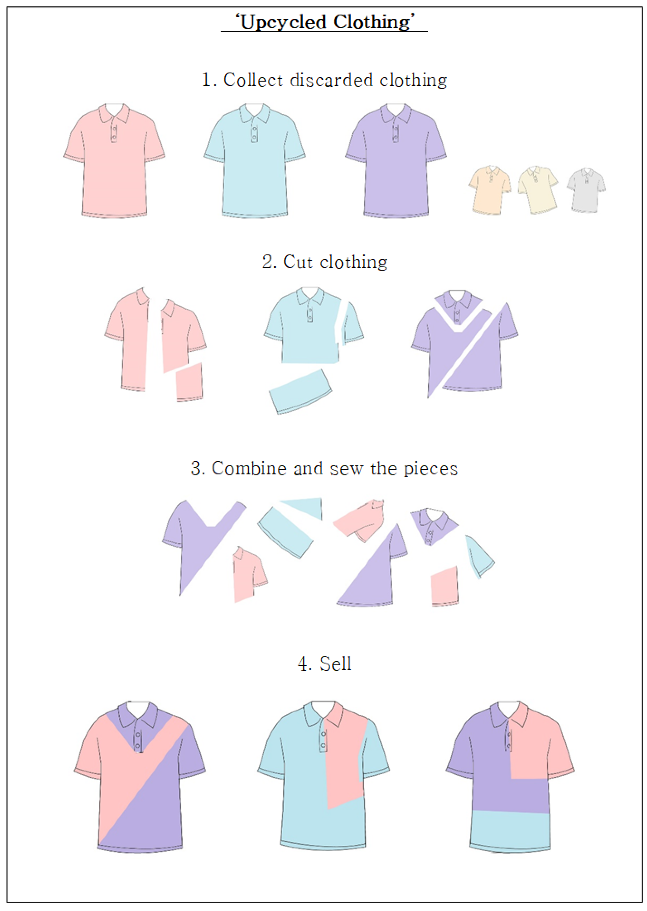 ‘Upcycled Clothing’
1. Collect discarded clothing
2. Cut clothing
3. Combine and sew the pieces
4. Sell